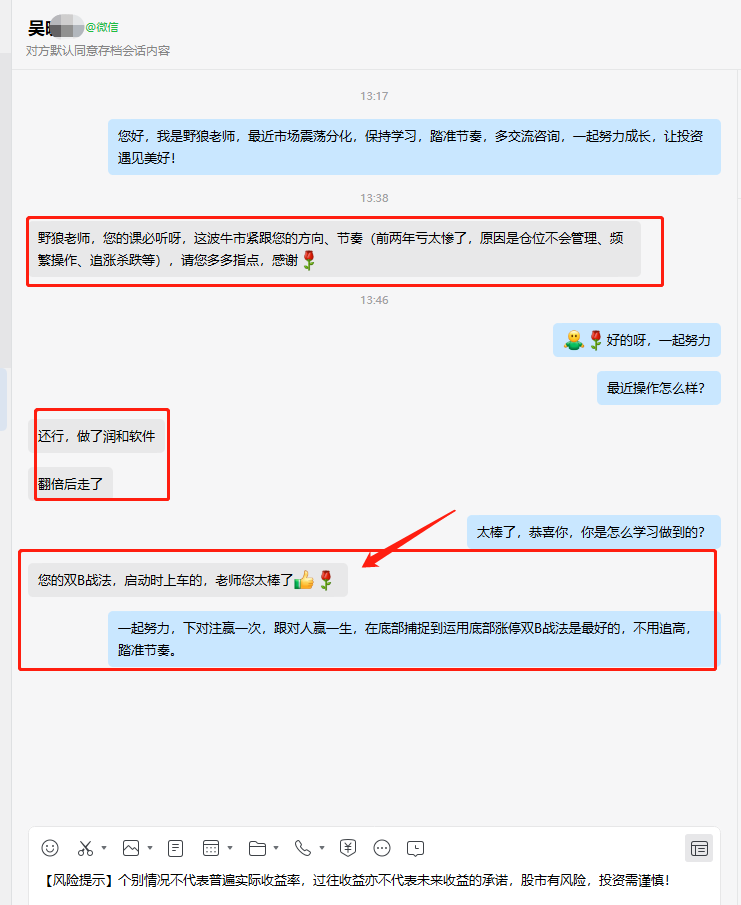 吴
@微信
对方默认同意存档会话内容
13:17
您好，我是野狼老师，最近市场震荡分化，保持学习，踏准节奏，多交流咨询，一起努力成长，让投资
遇见美好！
13:38
野狼老师，您的课必听呀，这波牛市紧跟您的方向、节奏（前两年亏太惨了，原因是仓位不会管理、频
繁操作、追涨杀跌等），请您多多指点，感谢🌹
13:46
🌹好的呀，一起努力
最近操作怎么样？
还行，做了润和软件
翻倍后走了
太棒了，恭喜你，你是怎么学习做到的？
您的双B战法，启动时上车的，老师您太棒了👍🌹
一起努力，下对注赢一次，跟对人赢一生，在底部捕捉到运用底部涨停双B战法是最好的，不用追高，
踏准节奏。
【风险提示】个别情况不代表普遍实际收益率，过往收益亦不代表未来收益的承诺，股市有风险，投资需谨慎！